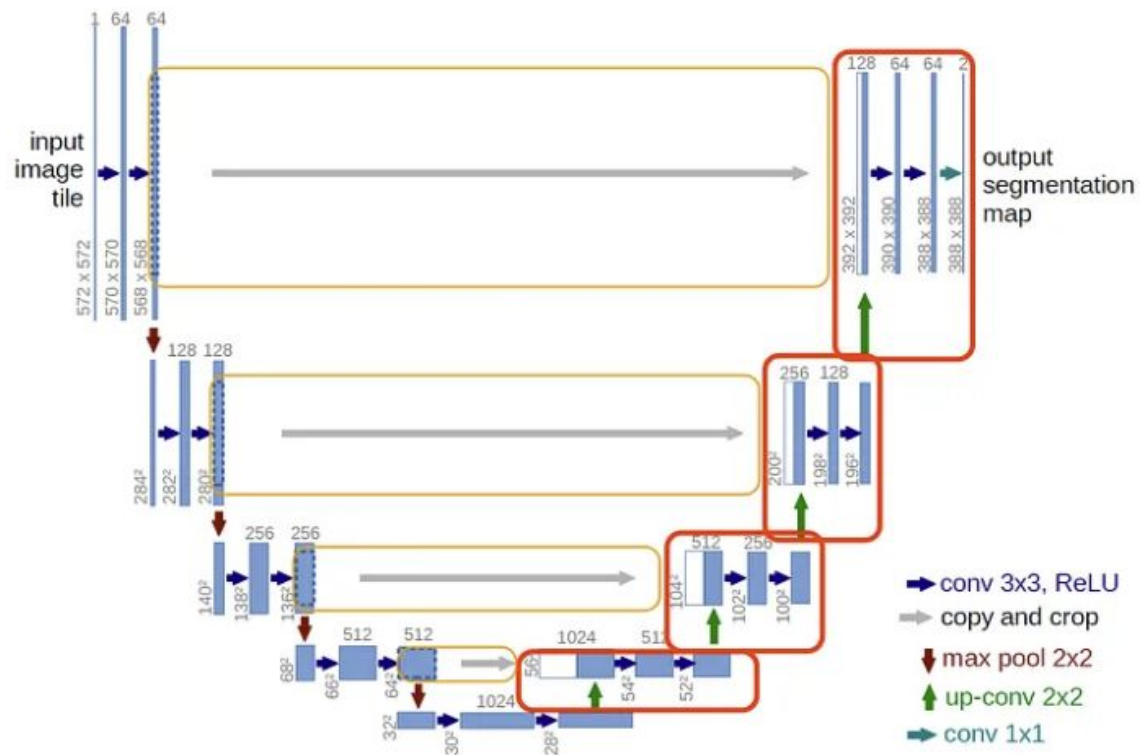 1 64 64
128 64 64 2
input
image
tile
output
segmentation
map
572 x 572
570 x 570
568 x 568
392 x 392
390 x 390
388 x 388
388 x 388
128 128
256 128
284²
282²
280²
200²
198²
196²
256 256
512 256
140²
138²
136²
104²
102²
100²
512 512
1024 512
68²
66²
64²
56²
54²
52²
1024
32²
30²
28²
conv 3x3, ReLU
copy and crop
max pool 2x2
up-conv 2x2
conv 1x1